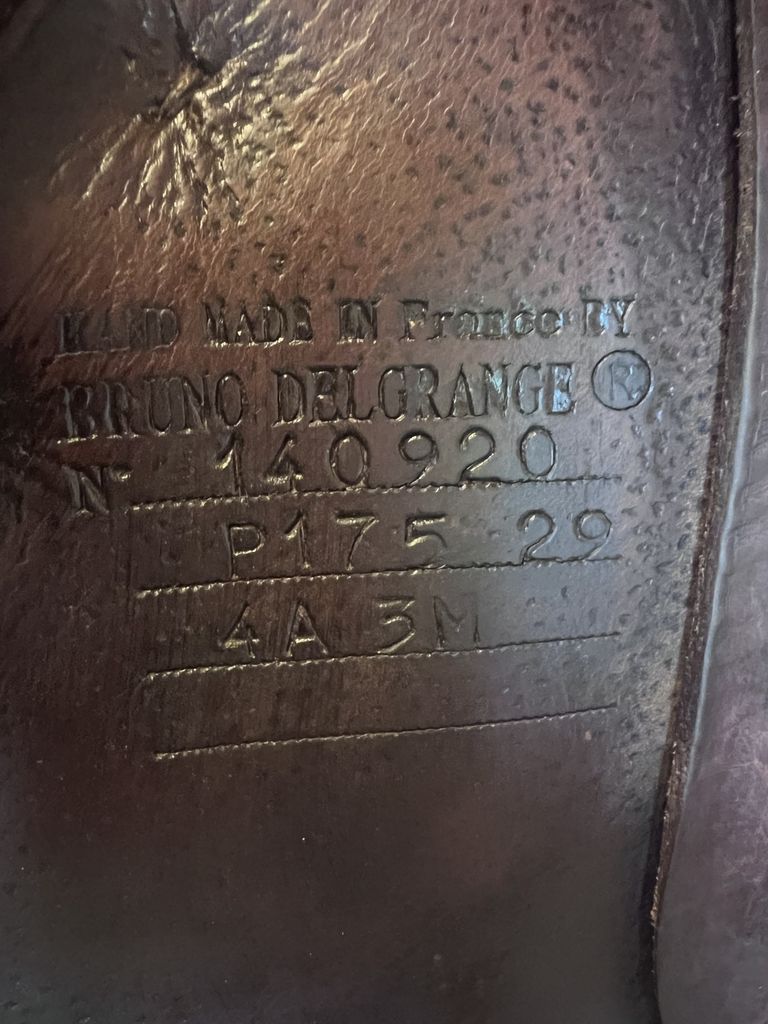 HAND MADE IN France BY
BRUNO DELGRANGE ®
N° 140920
P175 29
4A 3M